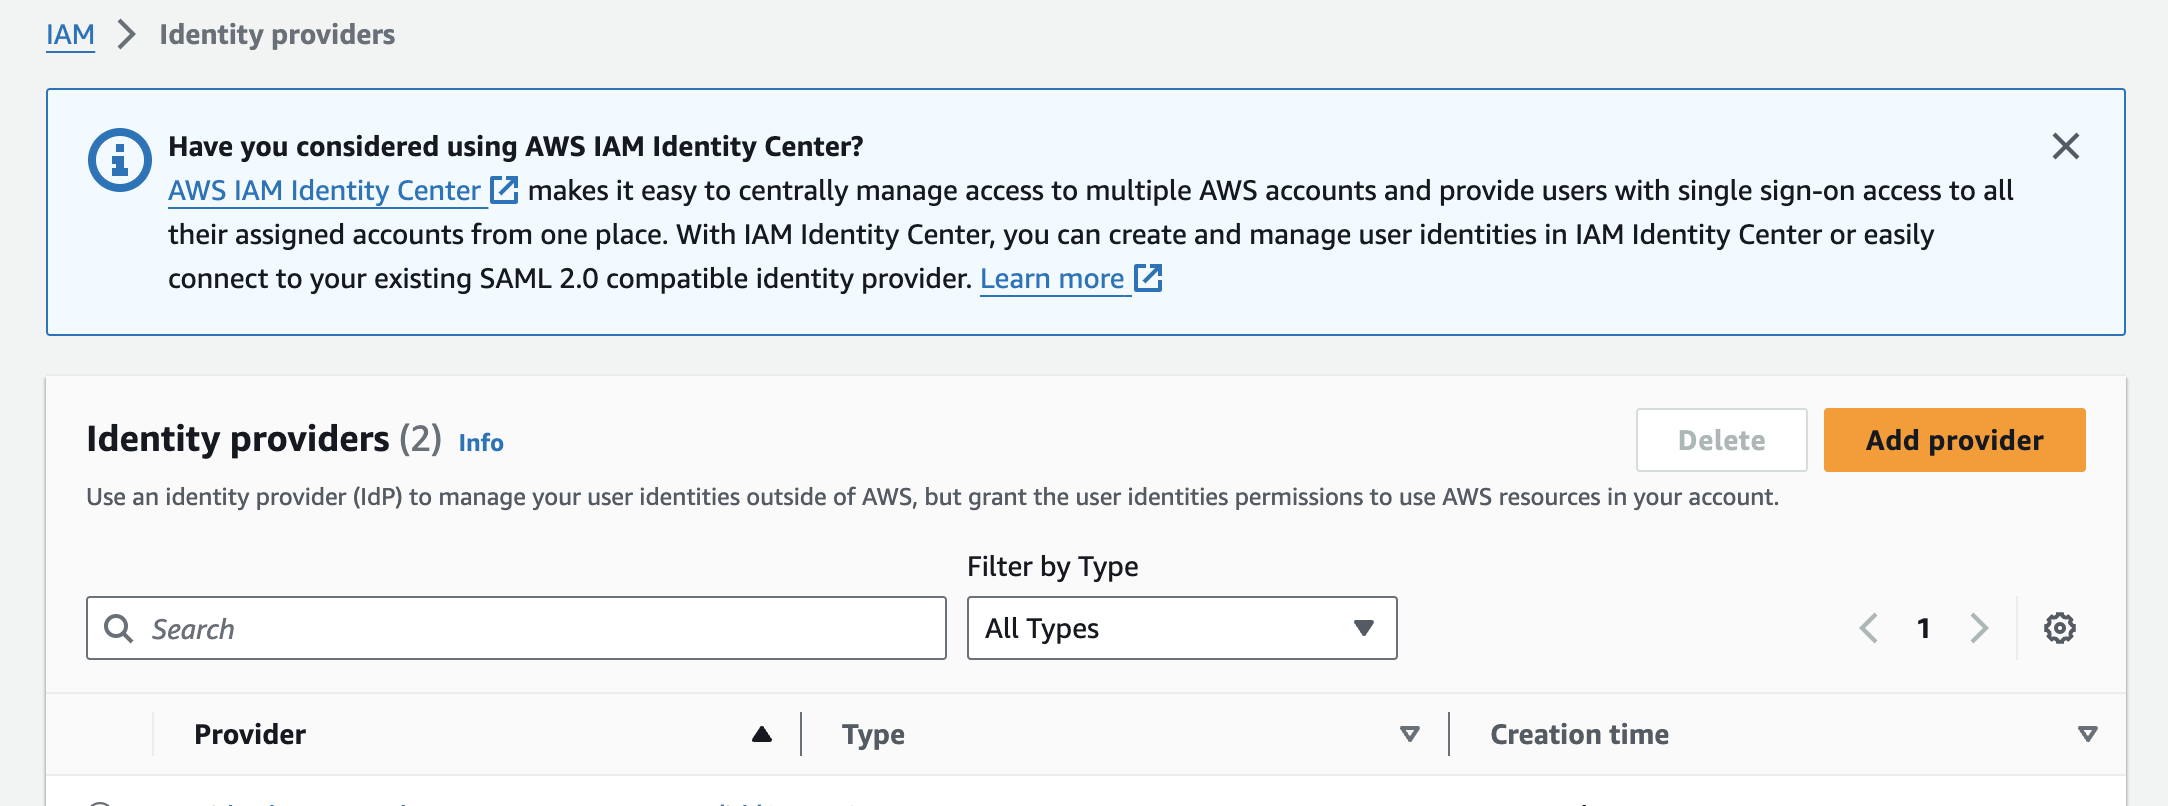 IAM > Identity providers
Have you considered using AWS IAM Identity Center?
AWS IAM Identity Center makes it easy to centrally manage access to multiple AWS accounts and provide users with single sign-on access to all
their assigned accounts from one place. With IAM Identity Center, you can create and manage user identities in IAM Identity Center or easily
connect to your existing SAML 2.0 compatible identity provider. Learn more
Identity providers (2) Info
Delete
Add provider
Use an identity provider (IdP) to manage your user identities outside of AWS, but grant the user identities permissions to use AWS resources in your account.
Filter by Type
Search
All Types
1
Provider
Type
Creation time